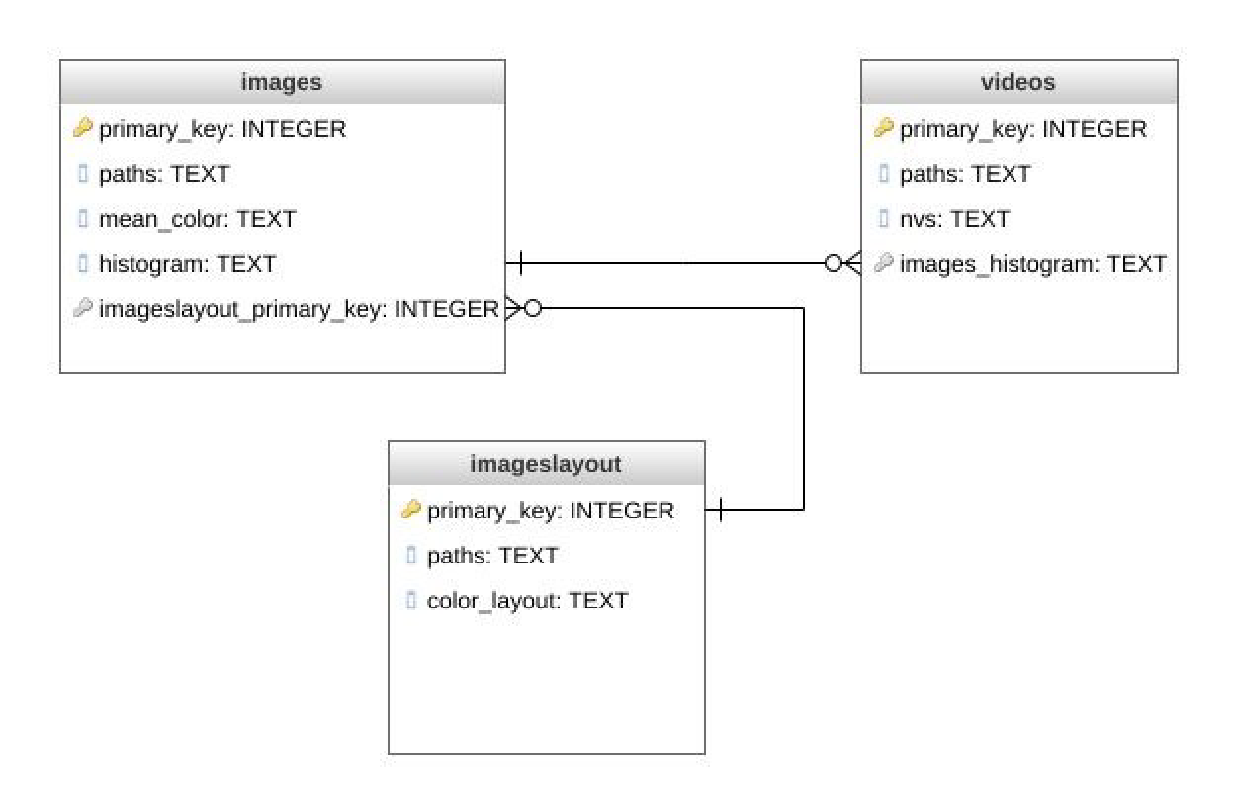 images
primary_key: INTEGER
paths: TEXT
mean_color: TEXT
histogram: TEXT
imageslayout_primary_key: INTEGER
videos
primary_key: INTEGER
paths: TEXT
nvs: TEXT
images_histogram: TEXT
imageslayout
primary_key: INTEGER
paths: TEXT
color_layout: TEXT